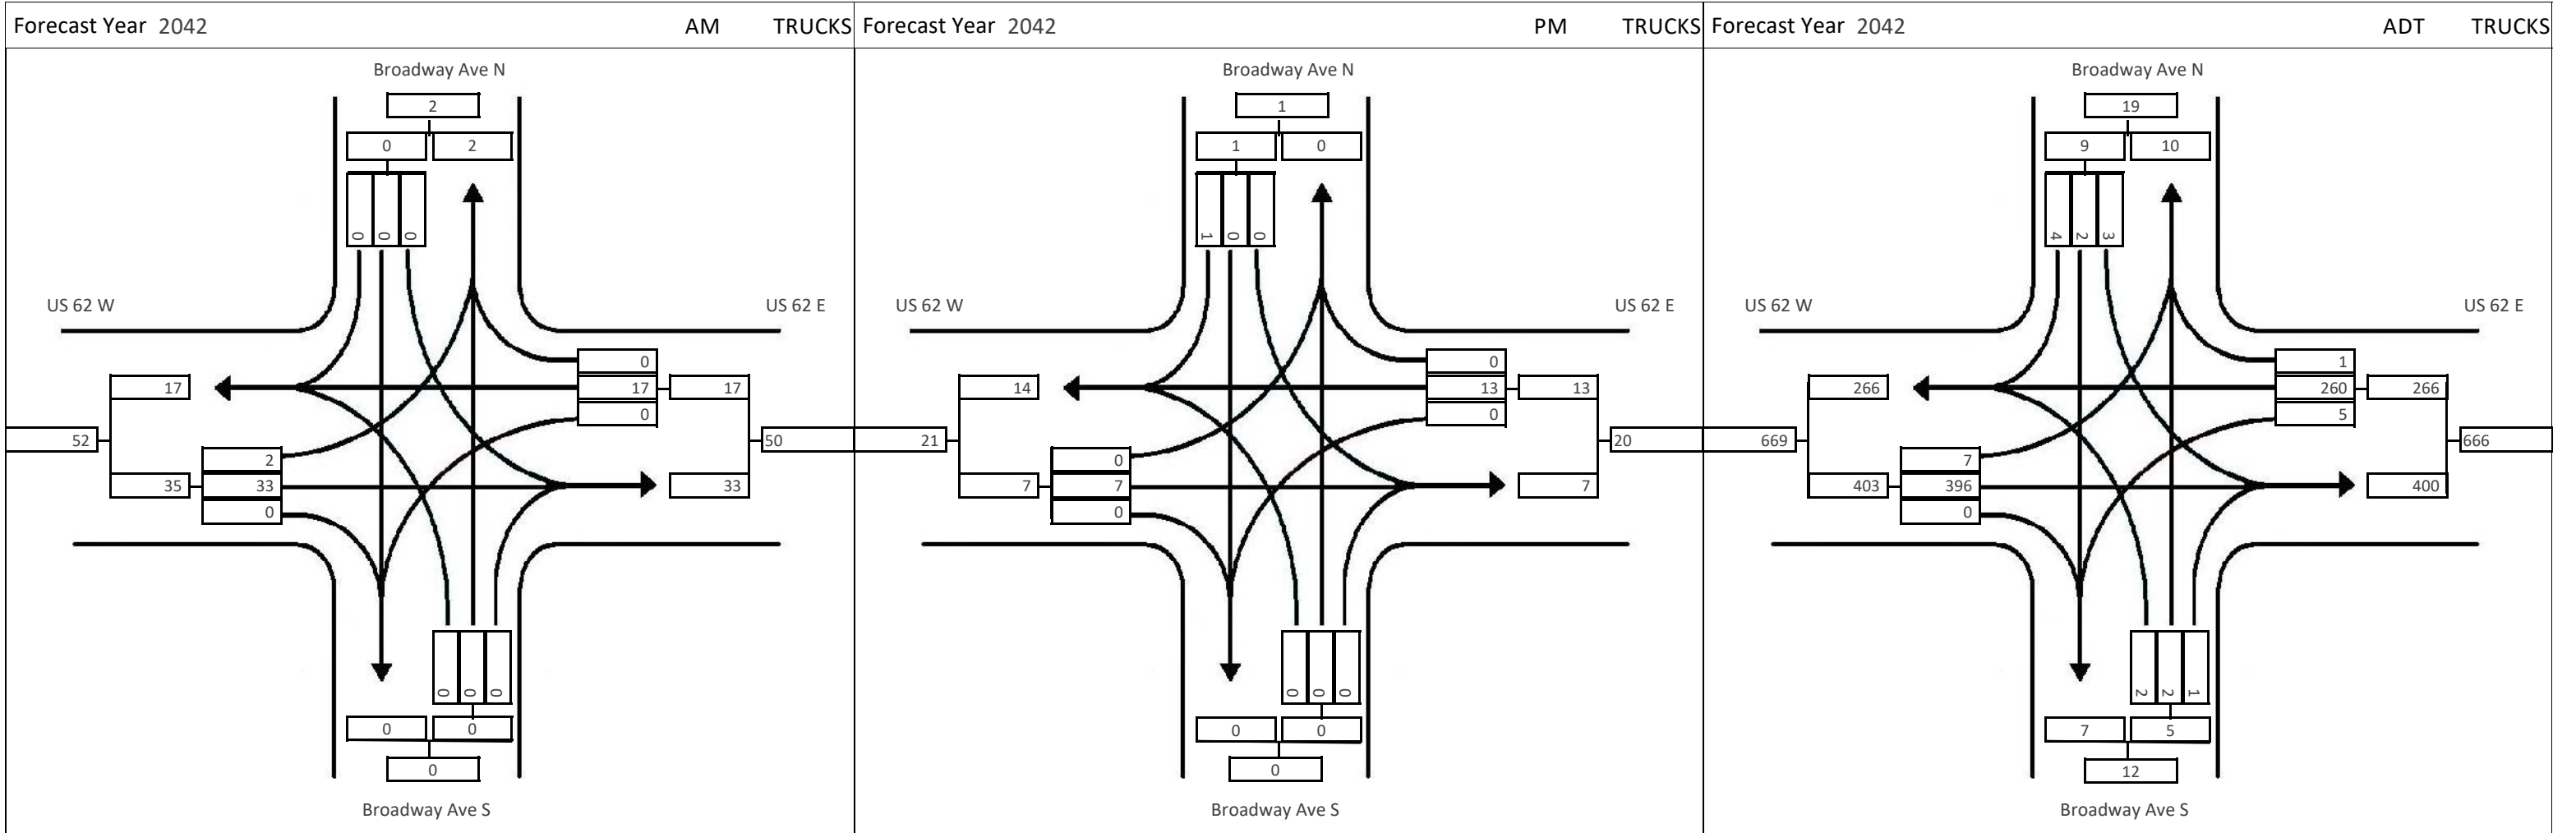 Forecast Year 2042 AM TRUCKS
Broadway Ave N
2
0 2
0 0 0
US 62 W US 62 E
0
17 17 17
0
52 50
2
35 33 33
0
0 0 0
0 0
0
Broadway Ave S
Forecast Year 2042 PM TRUCKS
Broadway Ave N
1
1 0
1 0 0
US 62 W US 62 E
0
14 13 13
0
21 20
0
7 7 7
0
0 0 0
0 0
0
Broadway Ave S
Forecast Year 2042 ADT TRUCKS
Broadway Ave N
19
9 10
4 2 3
US 62 W US 62 E
1
266 260 266
5
669 666
7
403 396 400
0
2 2 1
7 5
12
Broadway Ave S